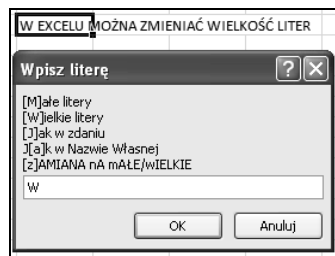 W EXCELU MOŻNA ZMIENIAĆ WIELKOŚĆ LITER
Wpisz literę
[M]ałe litery
[W]ielkie litery
[J]ak w zdaniu
J[a]k w Nazwie Własnej
[z]AMIANA nA mAŁE/wIELKIE
W
OK
Anuluj